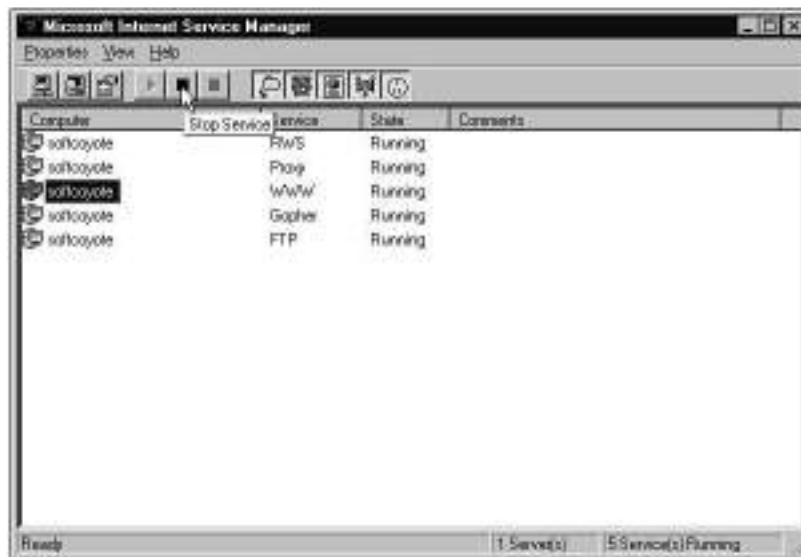 Microsoft Internet Service Manager
Properties View Help
Computer Service State Comments
Stop Service
softcoyote RWS Running
softcoyote Proxy Running
softcoyote WWW Running
softcoyote Gopher Running
softcoyote FTP Running
Ready 1 Server(s) 5 Service(s) Running